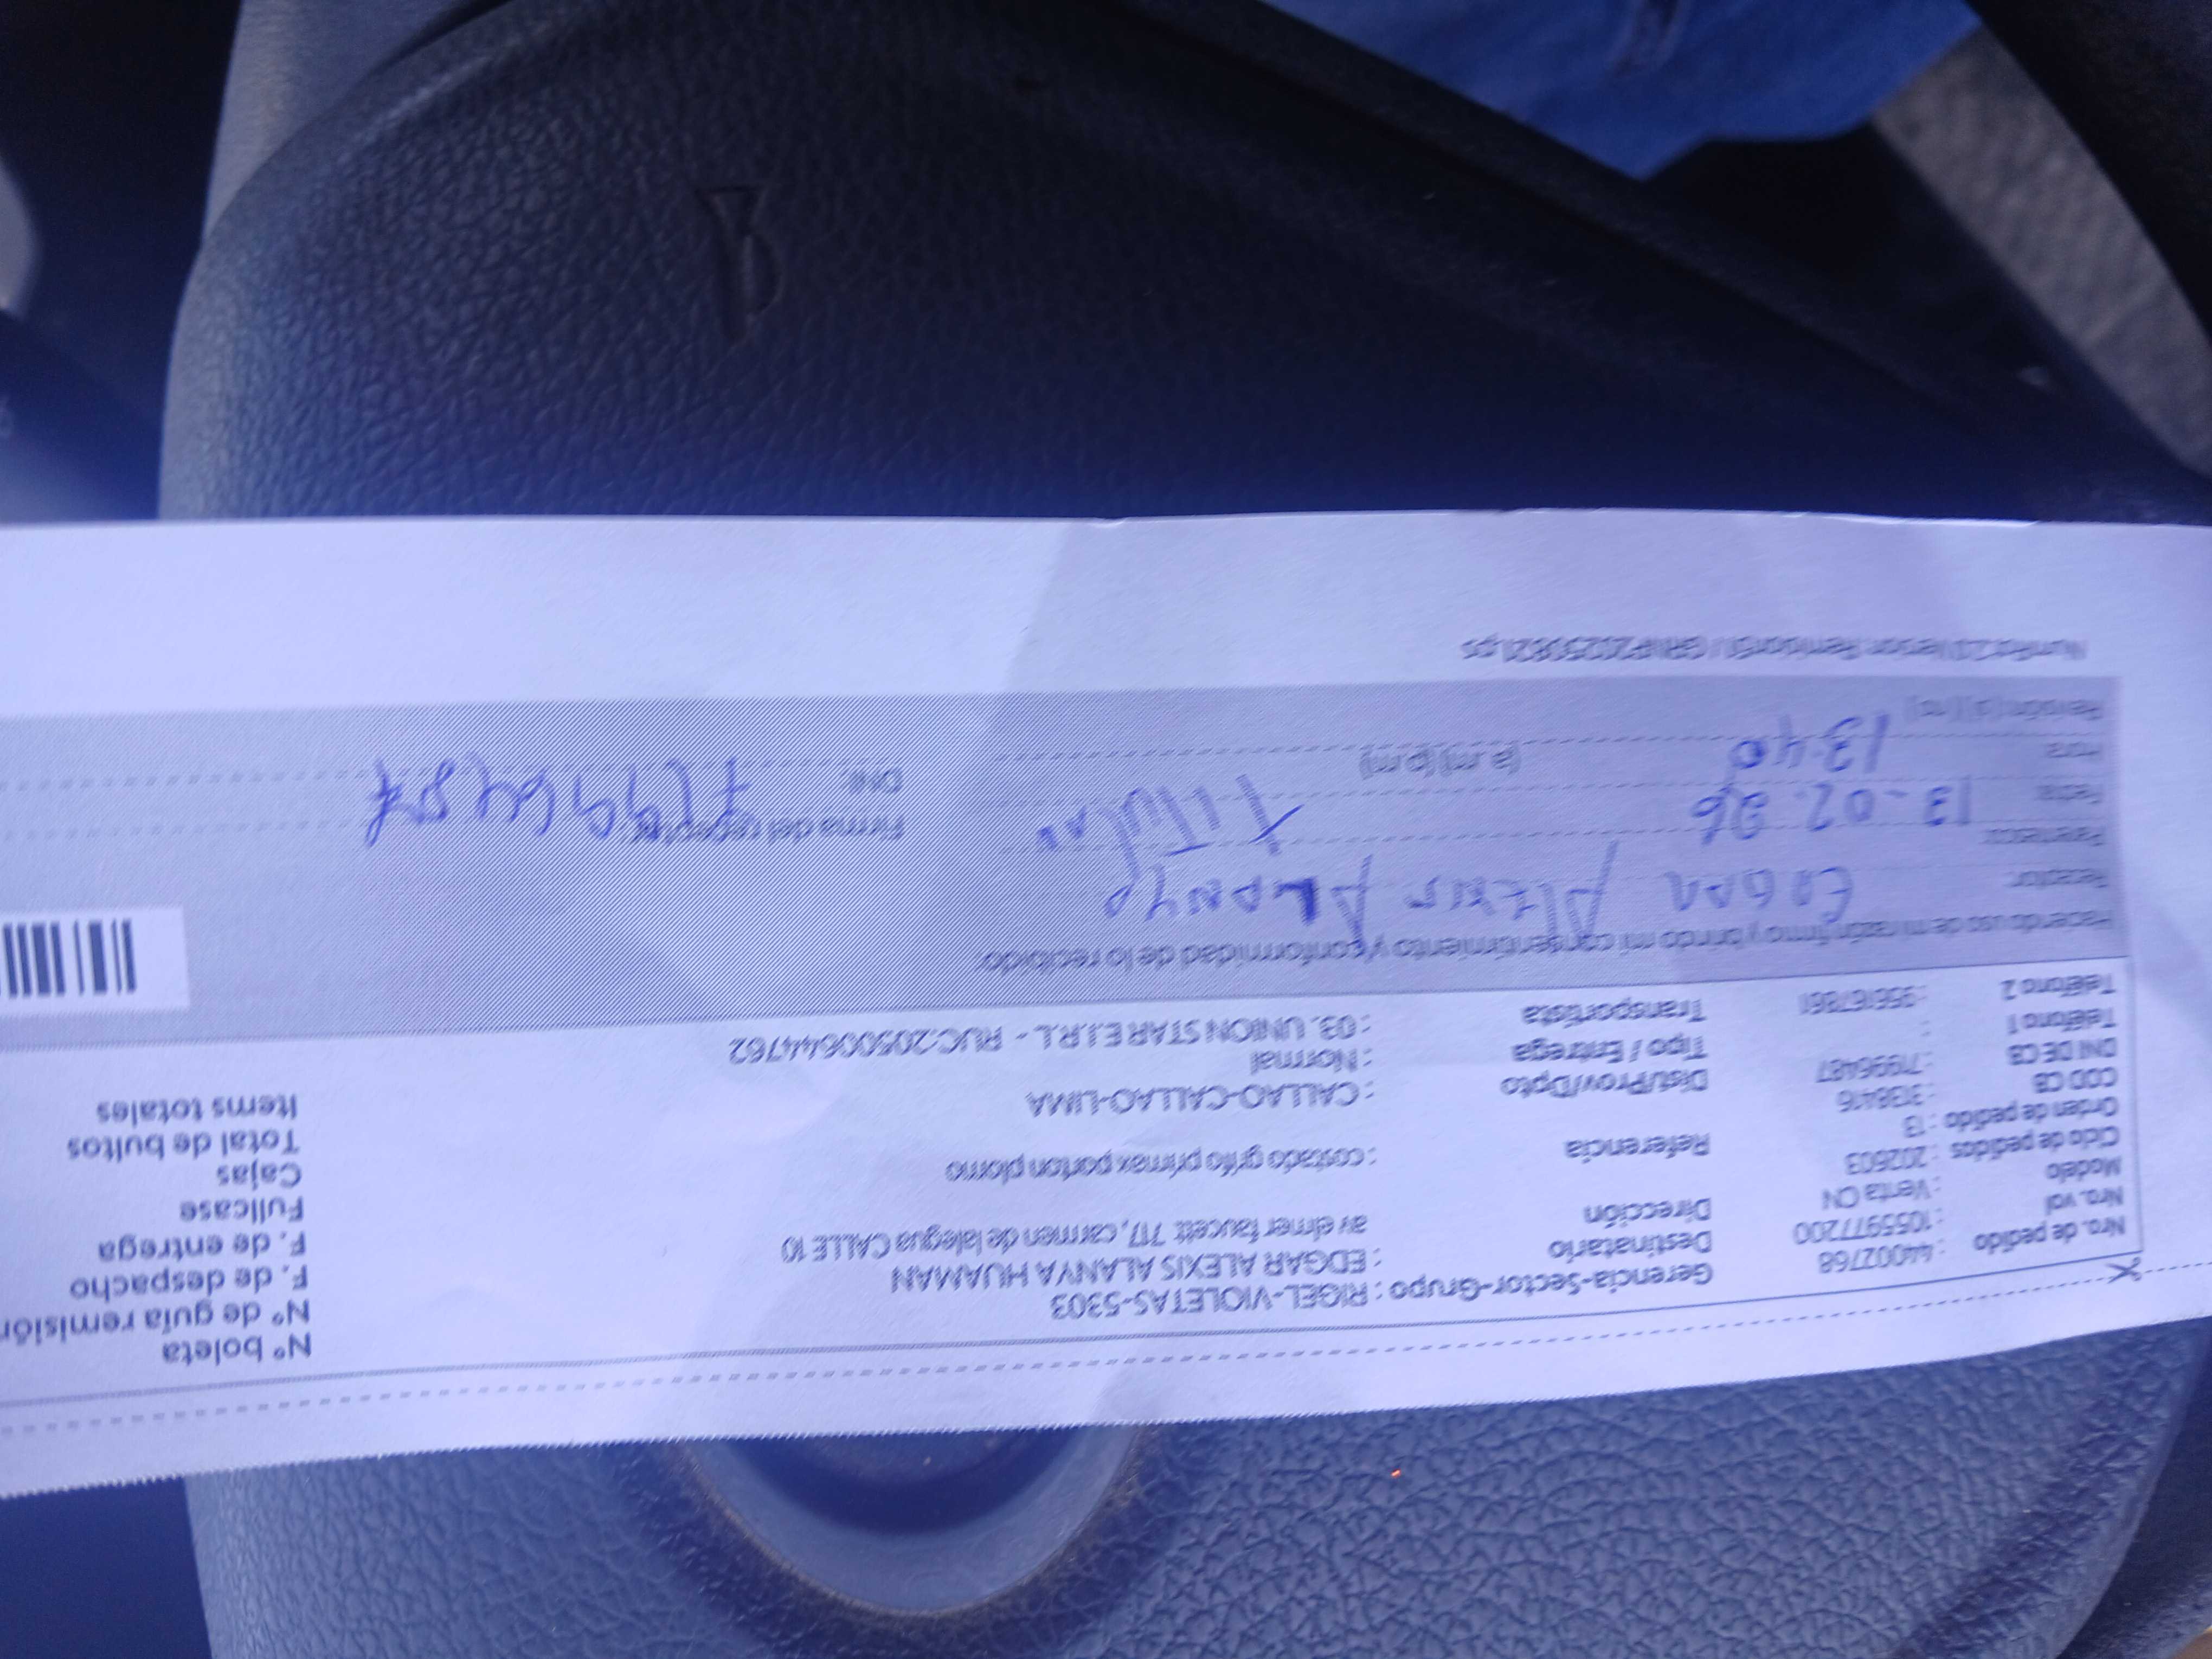 Nº boleta
Nº de guía remisión
F. de despacho
F. de entrega
Fullcase
Cajas
Total de bultos
Items totales
Gerencia-Sector-Grupo : RIGEL-VIOLETAS-5303
Destinatario : EDGAR ALEXIS ALANYA HUAMAN
Dirección av elmer faucett 717, carmen de lalegua CALLE 10
Referencia : costado grifo primax porton plomo
Dist/Prov/Dpto : CALLAO-CALLAO-LIMA
Tipo / Entrega : Normal
Transportista : 03. UNION STAR E.I.R.L. - RUC:20500644762
Nro. de pedido : 44002768
Nro. vol : 1055977200
Modelo : Venta CN
Ciclo de pedidos : 202603
Orden de pedido : 13
COD CB : 3138416
DNI DE CB : 71996487
Teléfono 1 :
Teléfono 2 :
Haciendo uso de mi razón firmo y brindo mi consentimiento y conformidad de lo recibido:
Receptor Edgar Alexis Alanya
Parentesco: Titular
Fecha 13-02-26
Hora 13:40 (a.m) (p.m)
Firma del receptor:
DNI: 71996487